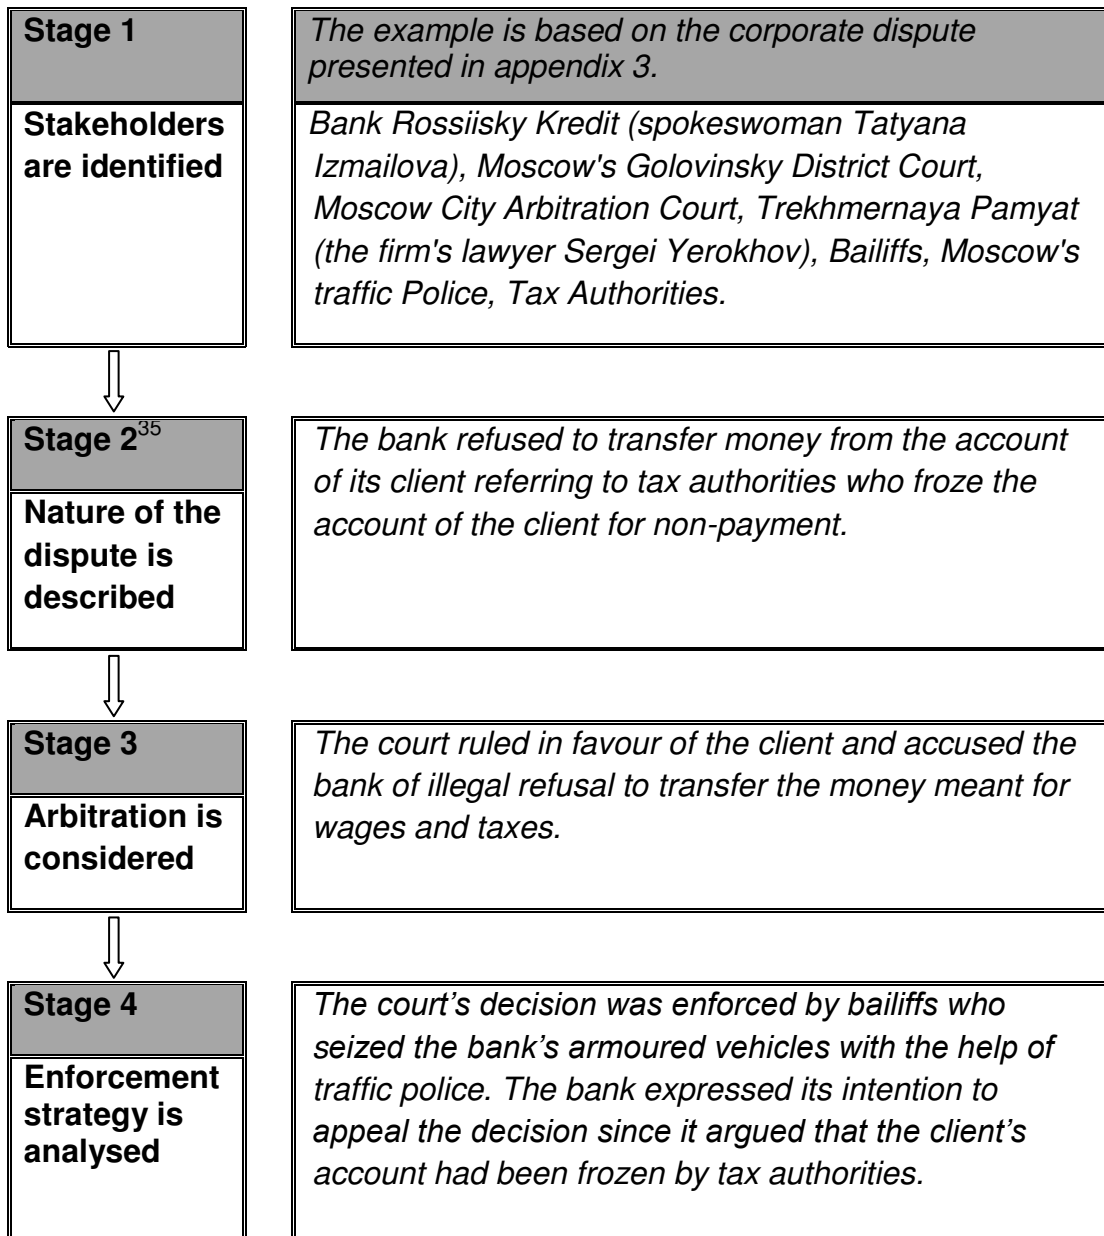 Stage 1
The example is based on the corporate dispute
presented in appendix 3.
Stakeholders
are identified
Bank Rossiisky Kredit (spokeswoman Tatyana
Izmailova), Moscow's Golovinsky District Court,
Moscow City Arbitration Court, Trekhmernaya Pamyat
(the firm's lawyer Sergei Yerokhov), Bailiffs, Moscow's
traffic Police, Tax Authorities.
Stage 2³⁵
Nature of the
dispute is
described
The bank refused to transfer money from the account
of its client referring to tax authorities who froze the
account of the client for non-payment.
Stage 3
Arbitration is
considered
The court ruled in favour of the client and accused the
bank of illegal refusal to transfer the money meant for
wages and taxes.
Stage 4
Enforcement
strategy is
analysed
The court’s decision was enforced by bailiffs who
seized the bank’s armoured vehicles with the help of
traffic police. The bank expressed its intention to
appeal the decision since it argued that the client’s
account had been frozen by tax authorities.